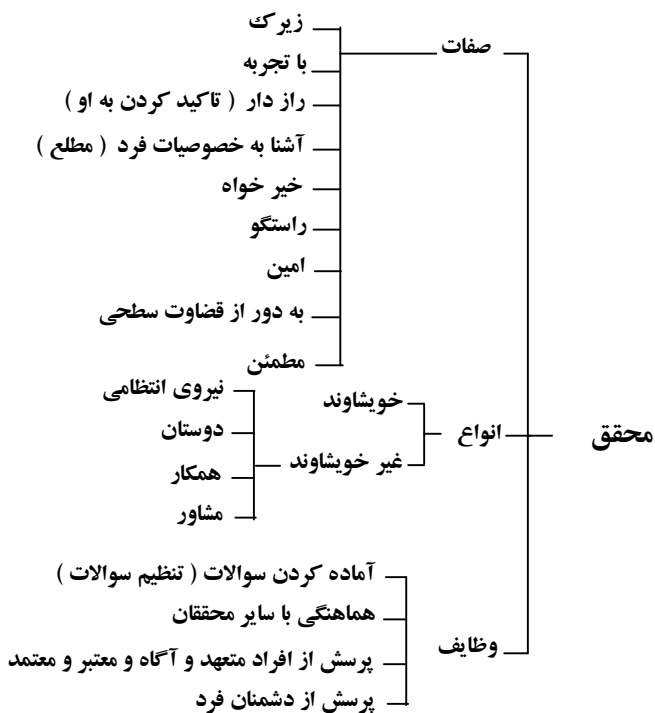 محقق
صفات
زیرک
با تجربه
راز دار ( تاکید کردن به او )
آشنا به خصوصیات فرد ( مطلع )
خیر خواه
راستگو
امین
به دور از قضاوت سطحی
مطمئن
انواع
خویشاوند
غیر خویشاوند
نیروی انتظامی
دوستان
همکار
مشاور
وظایف
آماده کردن سوالات ( تنظیم سوالات )
هماهنگی با سایر محققان
پرسش از افراد متعهد و آگاه و معتبر و معتمد
پرسش از دشمنان فرد